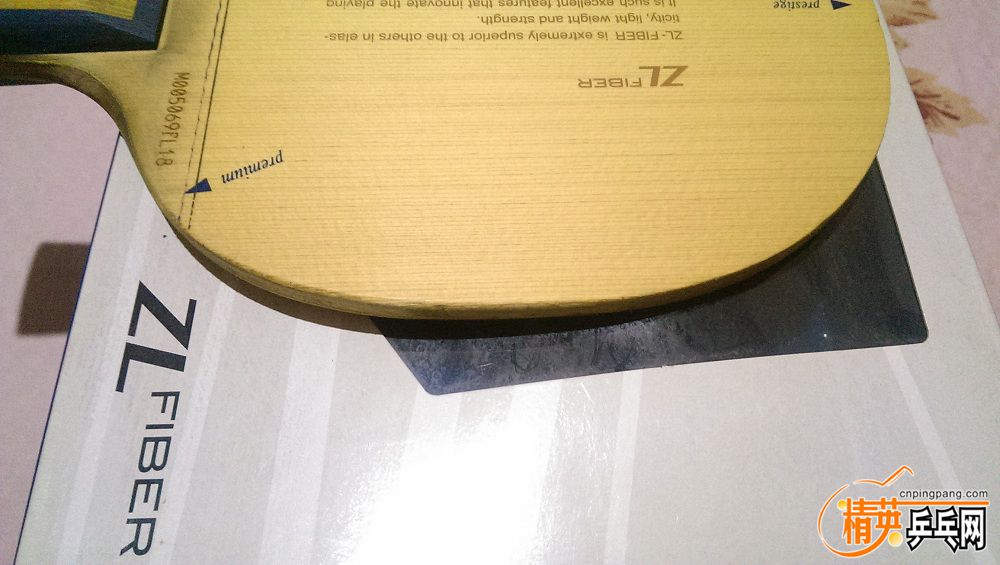 ZL FIBER
ZL-FIBER is extremely superior to the others in elas-
ticity, light weight and strength.
It is such excellent features that innovate the playing
prestige
premium
M005069FL18
ZL FIBER
cnpingpang.com
精英乒乓网